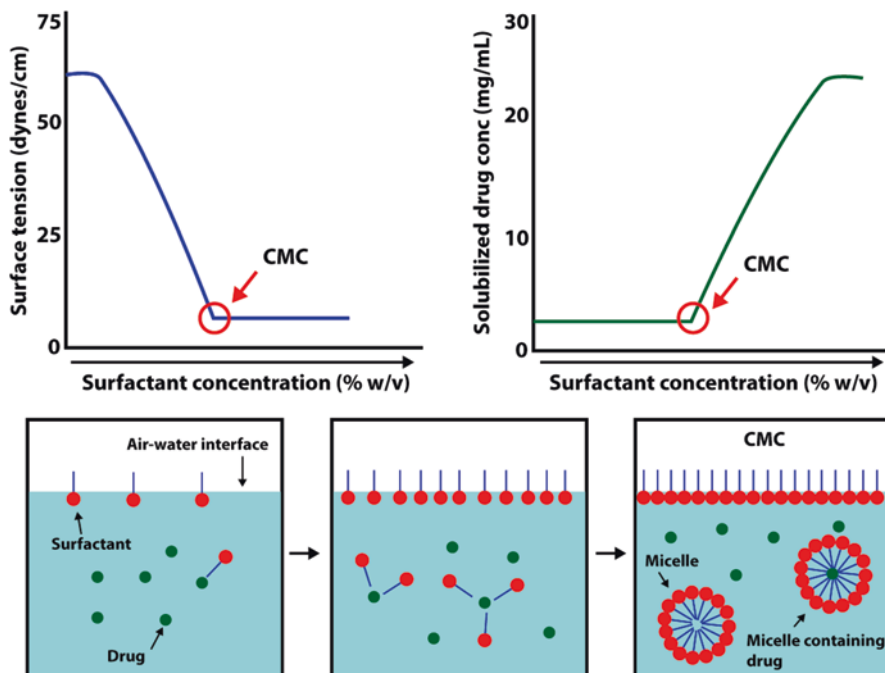 Surface tension (dynes/cm)
75
50
25
0
CMC
Surfactant concentration (% w/v)
Solubilized drug conc (mg/mL)
30
20
10
0
CMC
Surfactant concentration (% w/v)
Air-water interface
Surfactant
Drug
CMC
Micelle
Micelle containing
drug